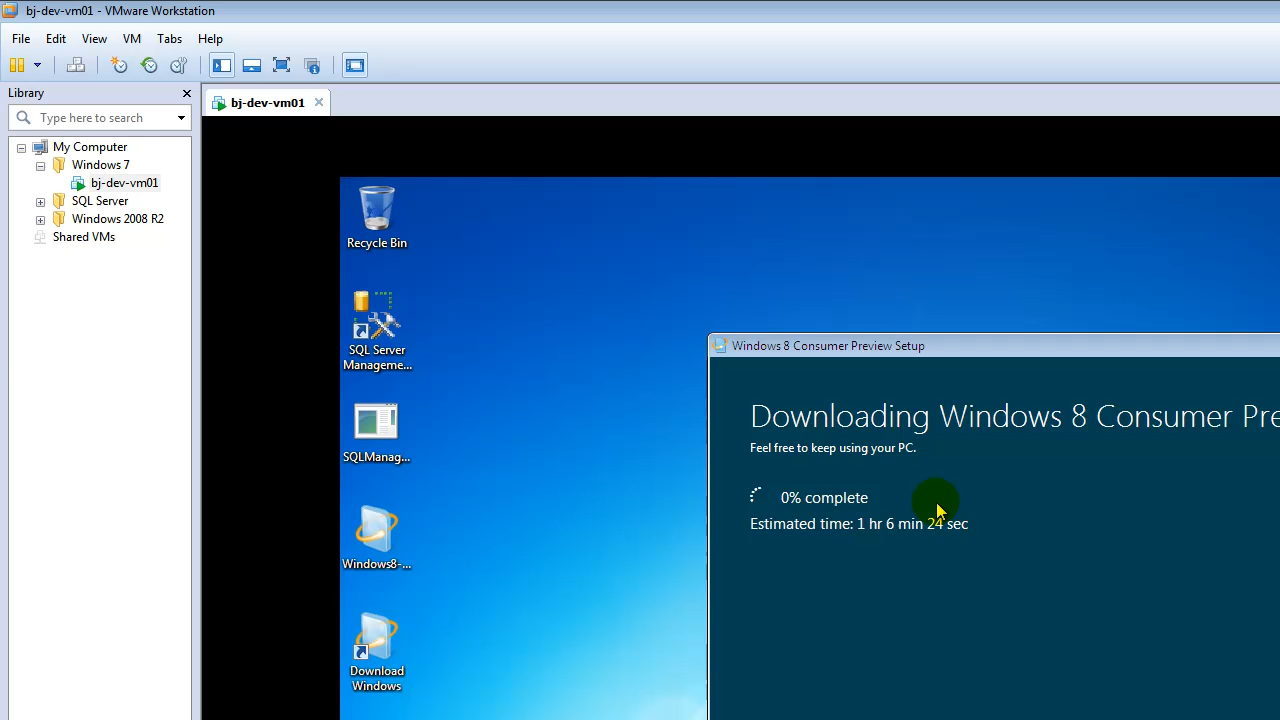 bj-dev-vm01 - VMware Workstation
File Edit View VM Tabs Help
Library
Type here to search
My Computer
Windows 7
bj-dev-vm01
SQL Server
Windows 2008 R2
Shared VMs
bj-dev-vm01
Recycle Bin
SQL Server
Manageme...
SQLManag...
Windows8-...
Download
Windows
Windows 8 Consumer Preview Setup
Downloading Windows 8 Consumer Pre
Feel free to keep using your PC.
0% complete
Estimated time: 1 hr 6 min 24 sec